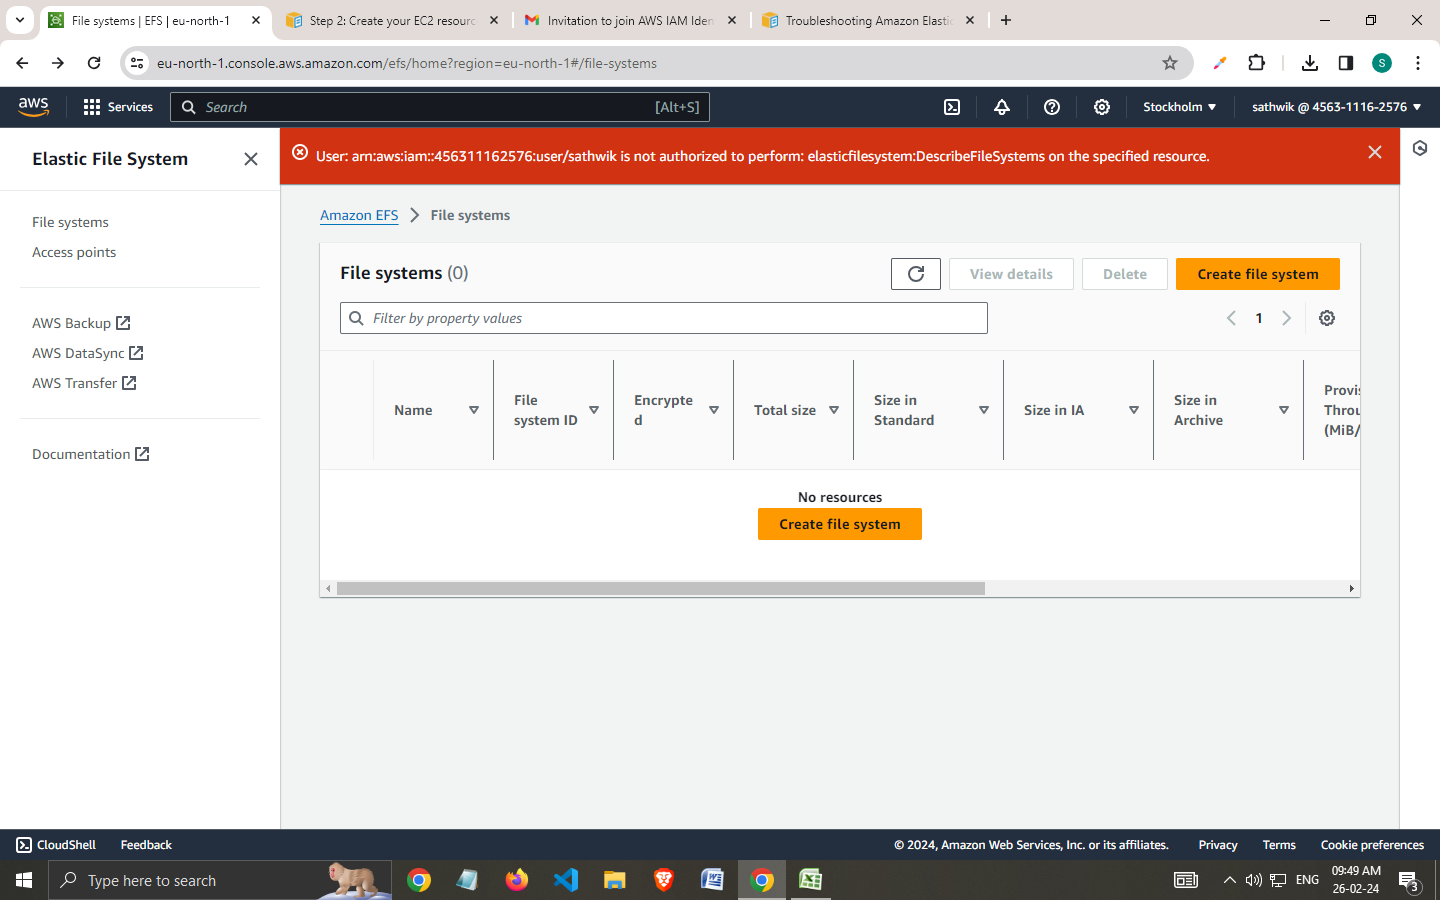 File systems | EFS | eu-north-1
Step 2: Create your EC2 resourc
Invitation to join AWS IAM Iden
Troubleshooting Amazon Elastic
eu-north-1.console.aws.amazon.com/efs/home?region=eu-north-1#/file-systems
S
aws
Services
Search
[Alt+S]
Stockholm
sathwik @ 4563-1116-2576
Elastic File System
User: arn:aws:iam::456311162576:user/sathwik is not authorized to perform: elasticfilesystem:DescribeFileSystems on the specified resource.
File systems
Access points
AWS Backup
AWS DataSync
AWS Transfer
Documentation
Amazon EFS
File systems
File systems (0)
View details
Delete
Create file system
Filter by property values
1
Name
File
system ID
Encrypte
d
Total size
Size in
Standard
Size in IA
Size in
Archive
Provis
Throu
(MiB/
No resources
Create file system
CloudShell
Feedback
© 2024, Amazon Web Services, Inc. or its affiliates.
Privacy
Terms
Cookie preferences
Type here to search
ENG
09:49 AM
26-02-24
3